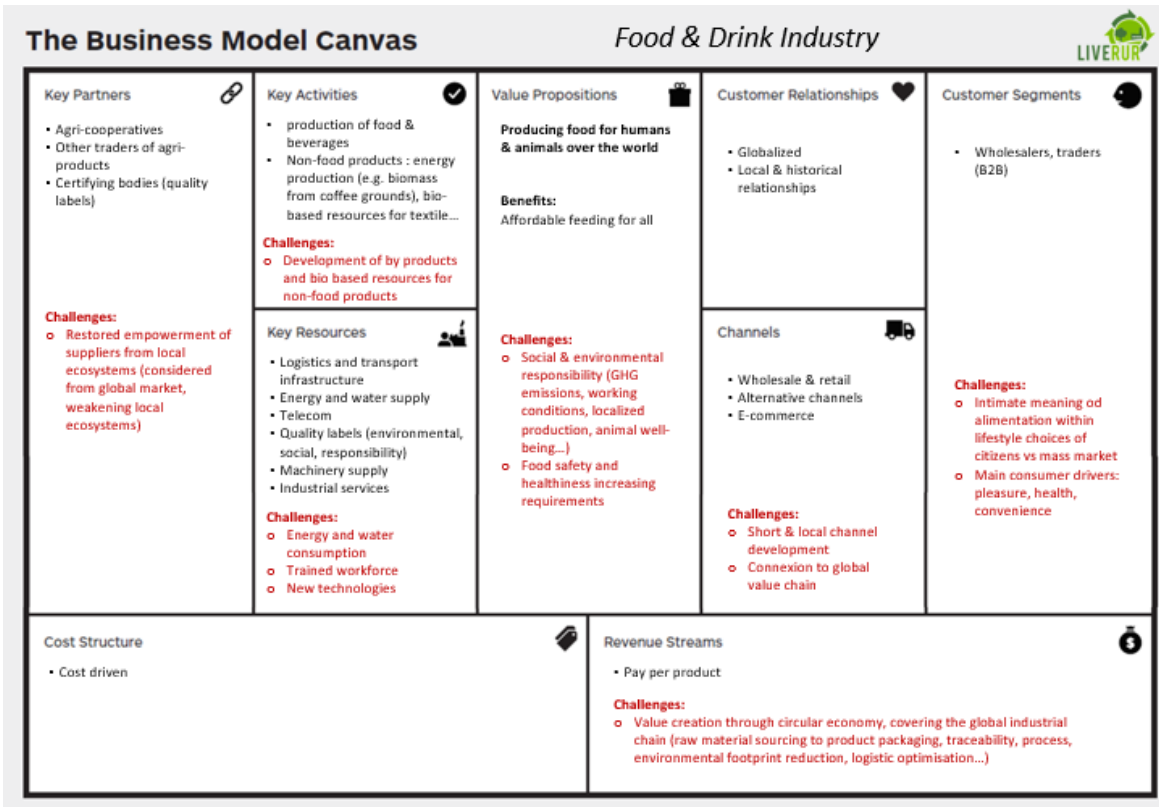 The Business Model Canvas
Food & Drink Industry
LIVERUR
Key Partners
▪ Agri-cooperatives
▪ Other traders of agri-
products
▪ Certifying bodies (quality
labels)
Challenges:
o Restored empowerment of
suppliers from local
ecosystems (considered
from global market,
weakening local
ecosystems)
Key Activities
▪ production of food &
beverages
▪ Non-food products : energy
production (e.g. biomass
from coffee grounds), bio-
based resources for textile…
Challenges:
o Development of by products
and bio based resources for
non-food products
Key Resources
▪ Logistics and transport
infrastructure
▪ Energy and water supply
▪ Telecom
▪ Quality labels (environmental,
social, responsibility)
▪ Machinery supply
▪ Industrial services
Challenges:
o Energy and water
consumption
o Trained workforce
o New technologies
Value Propositions
Producing food for humans
& animals over the world
Benefits:
Affordable feeding for all
Challenges:
o Social & environmental
responsibility (GHG
emissions, working
conditions, localized
production, animal well-
being…)
o Food safety and
healthiness increasing
requirements
Customer Relationships
▪ Globalized
▪ Local & historical
relationships
Channels
▪ Wholesale & retail
▪ Alternative channels
▪ E-commerce
Challenges:
o Short & local channel
development
o Connexion to global
value chain
Customer Segments
▪ Wholesalers, traders
(B2B)
Challenges:
o Intimate meaning od
alimentation within
lifestyle choices of
citizens vs mass market
o Main consumer drivers:
pleasure, health,
convenience
Cost Structure
▪ Cost driven
Revenue Streams
▪ Pay per product
Challenges:
o Value creation through circular economy, covering the global industrial
chain (raw material sourcing to product packaging, traceability, process,
environmental footprint reduction, logistic optimisation…)